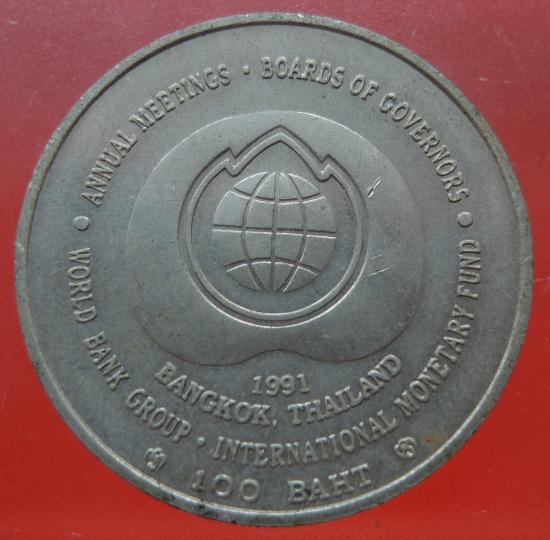 ANNUAL MEETINGS · BOARDS OF GOVERNORS
WORLD BANK GROUP · INTERNATIONAL MONETARY FUND
1991
BANGKOK, THAILAND
100 BAHT